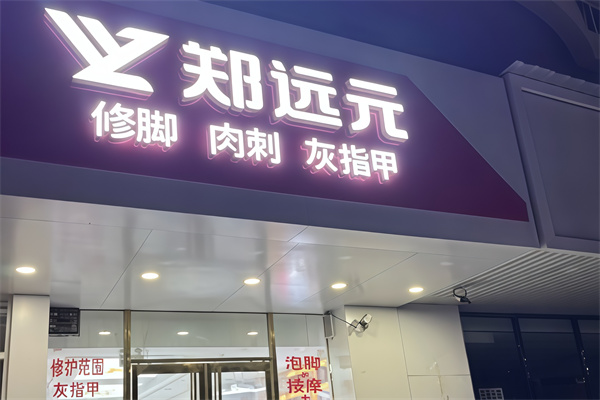 郑远元
修脚 肉刺 灰指甲
修护范围
灰指甲
泡脚
的
按摩